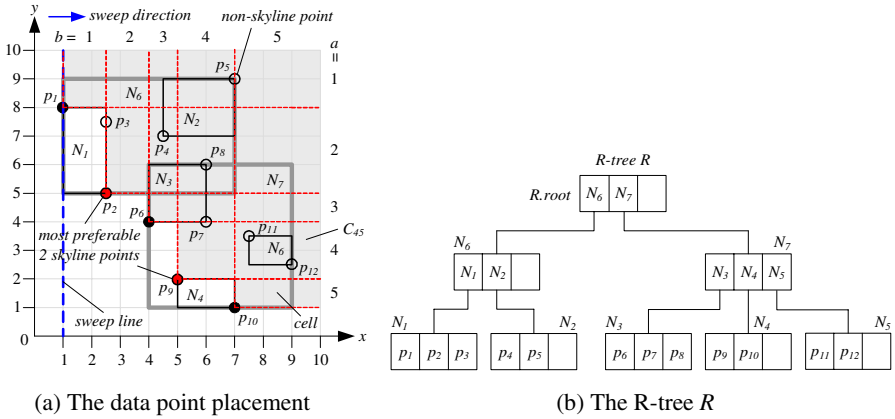 y
sweep direction
non-skyline point
b = 1 2 3 4 5
a
=
10
9
8
7
6
5
4
3
2
1
0
1
2
3
4
5
p5
N6
p1
p3
N2
p4
N1
p8
N3
N7
p2
p6
p7
p11
most preferable
2 skyline points
N6
p12
C45
p9
N4
p10
sweep line
cell
x
1 2 3 4 5 6 7 8 9 10
(a) The data point placement
R-tree R
R.root
N6 N7
N6
N7
N1 N2
N3 N4 N5
N1
N2
N3
N4
N5
p1 p2 p3
p4 p5
p6 p7 p8
p9 p10
p11 p12
(b) The R-tree R